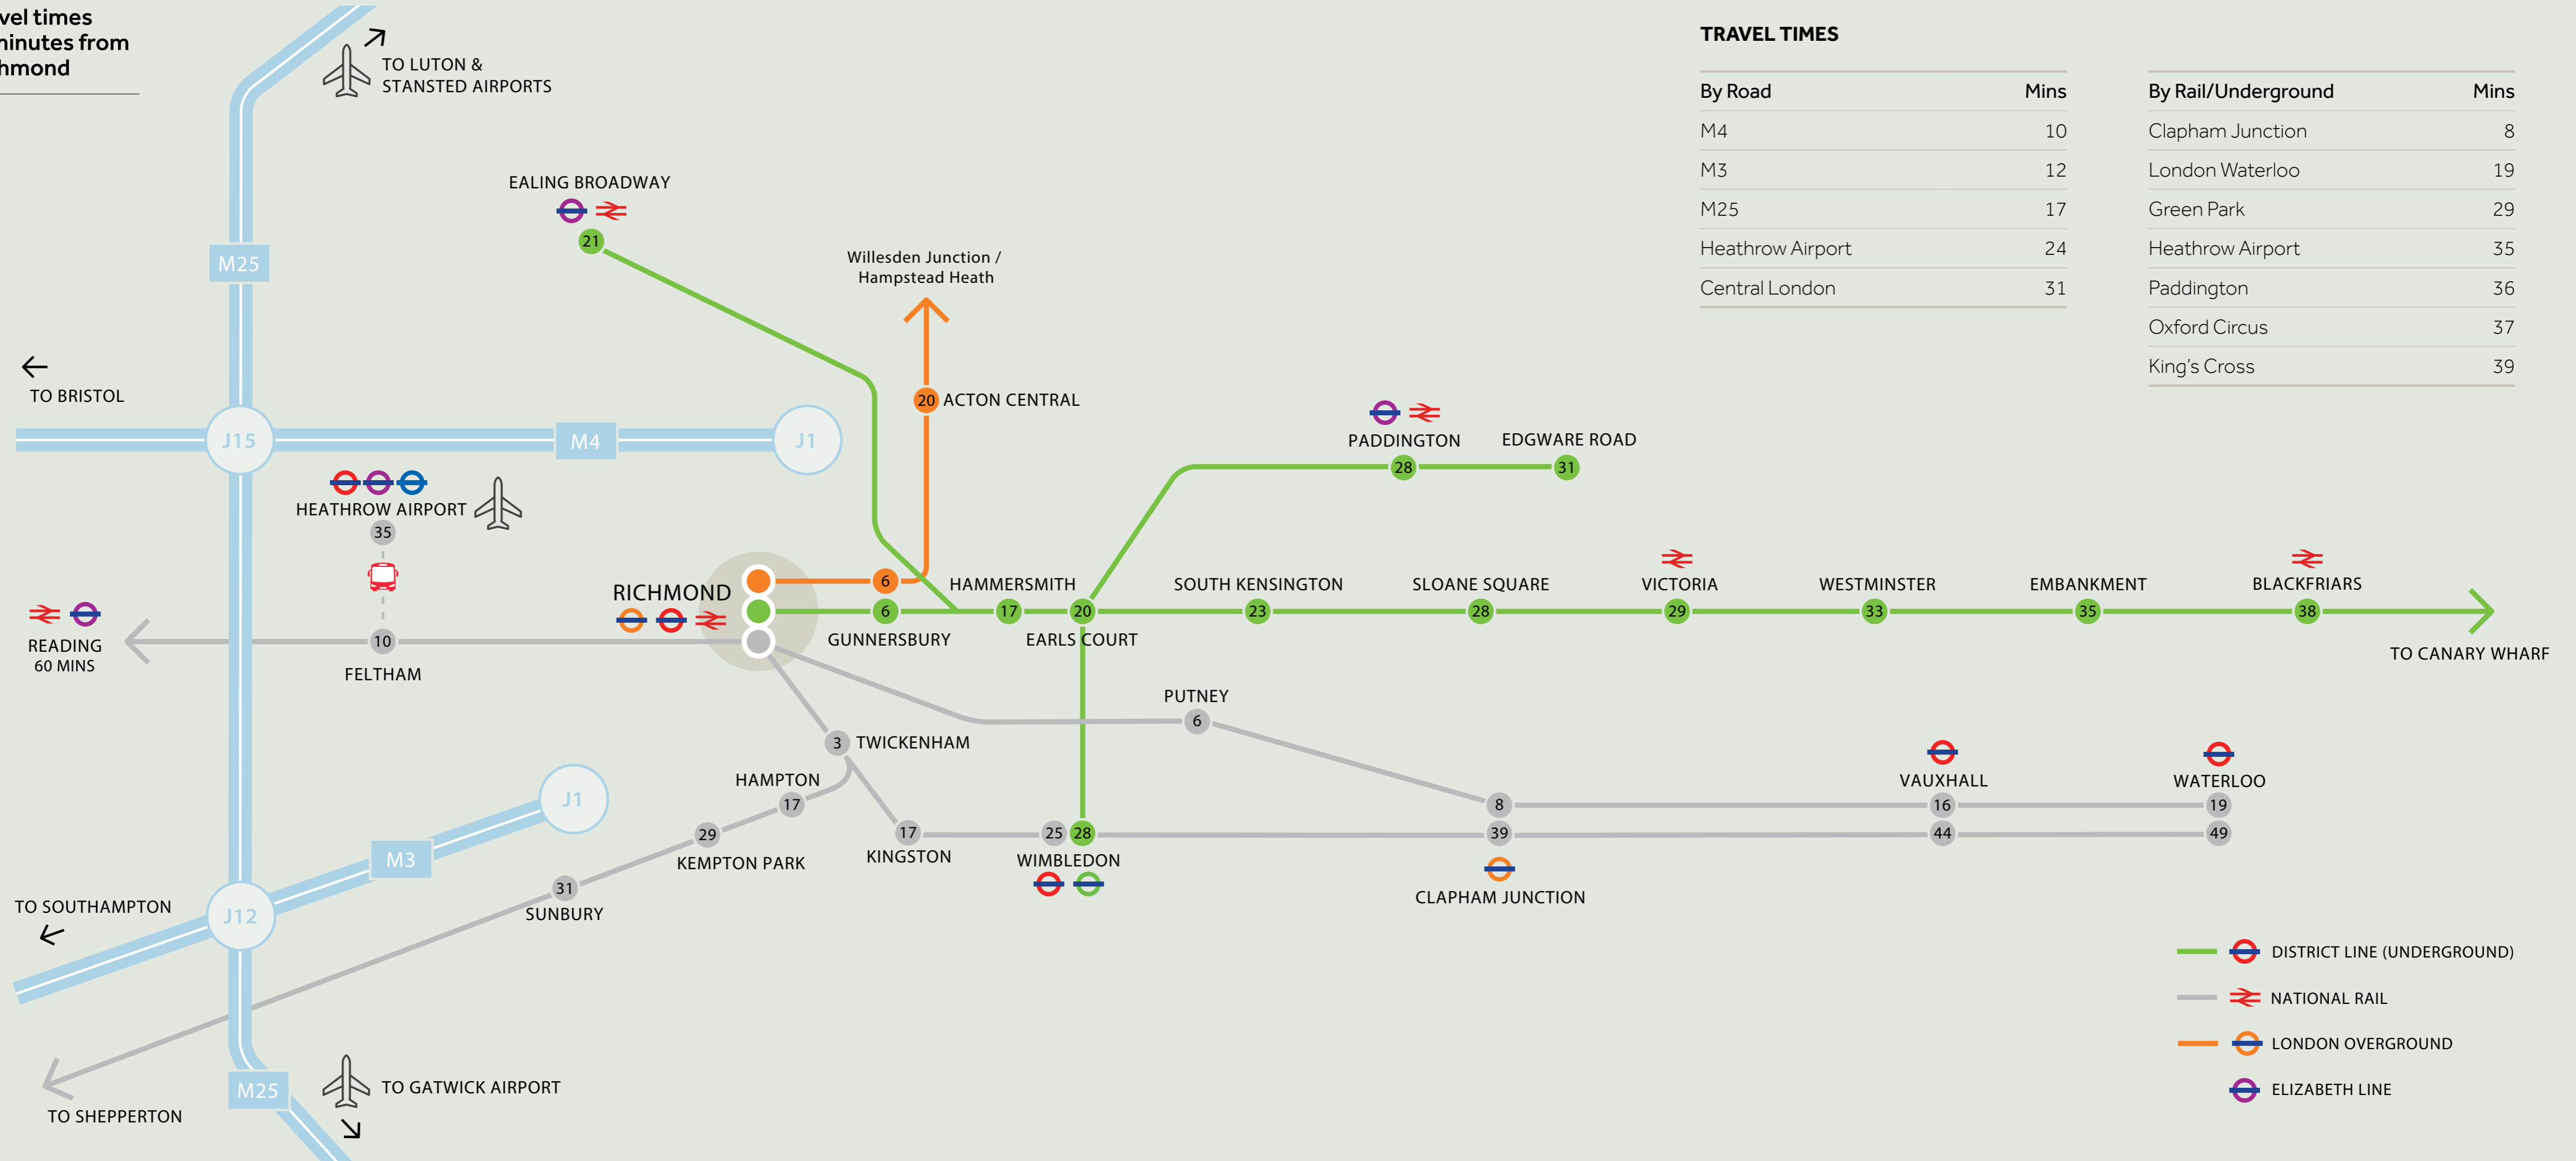 vel times
minutes from
hmond
TO LUTON &
STANSTED AIRPORTS
TRAVEL TIMES
By Road Mins
M4 10
M3 12
M25 17
Heathrow Airport 24
Central London 31
By Rail/Underground Mins
Clapham Junction 8
London Waterloo 19
Green Park 29
Heathrow Airport 35
Paddington 36
Oxford Circus 37
King's Cross 39
EALING BROADWAY
21
M25
Willesden Junction /
Hampstead Heath
TO BRISTOL
20 ACTON CENTRAL
J15
M4
J1
PADDINGTON
28
EDGWARE ROAD
31
HEATHROW AIRPORT
35
RICHMOND
6
6
GUNNERSBURY
HAMMERSMITH
17
20
EARLS COURT
SOUTH KENSINGTON
23
SLOANE SQUARE
28
VICTORIA
29
WESTMINSTER
33
EMBANKMENT
35
BLACKFRIARS
38
TO CANARY WHARF
READING
60 MINS
10
FELTHAM
PUTNEY
6
3 TWICKENHAM
HAMPTON
17
29
KEMPTON PARK
31
SUNBURY
17
KINGSTON
25 28
WIMBLEDON
8
39
CLAPHAM JUNCTION
VAUXHALL
16
44
WATERLOO
19
49
J1
M3
TO SOUTHAMPTON
J12
M25
TO GATWICK AIRPORT
TO SHEPPERTON
DISTRICT LINE (UNDERGROUND)
NATIONAL RAIL
LONDON OVERGROUND
ELIZABETH LINE